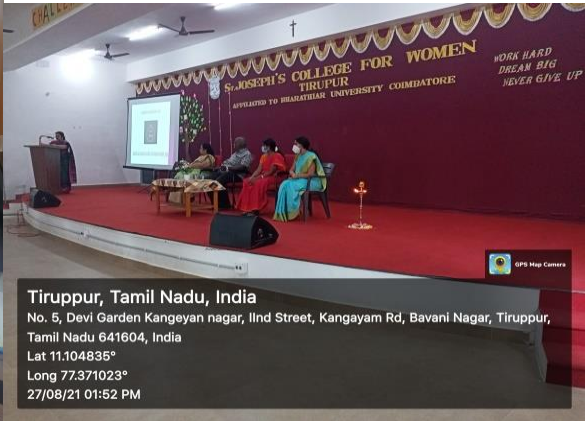 CHALLE
ST.JOSEPH'S COLLEGE FOR WOMEN
TIRUPUR
AFFILIATED TO BHARATHIAR UNIVERSITY COIMBATORE
WORK HARD
DREAM BIG
NEVER GIVE UP
GPS Map Camera
Tiruppur, Tamil Nadu, India
No. 5, Devi Garden Kangeyan nagar, IInd Street, Kangayam Rd, Bavani Nagar, Tiruppur,
Tamil Nadu 641604, India
Lat 11.104835°
Long 77.371023°
27/08/21 01:52 PM